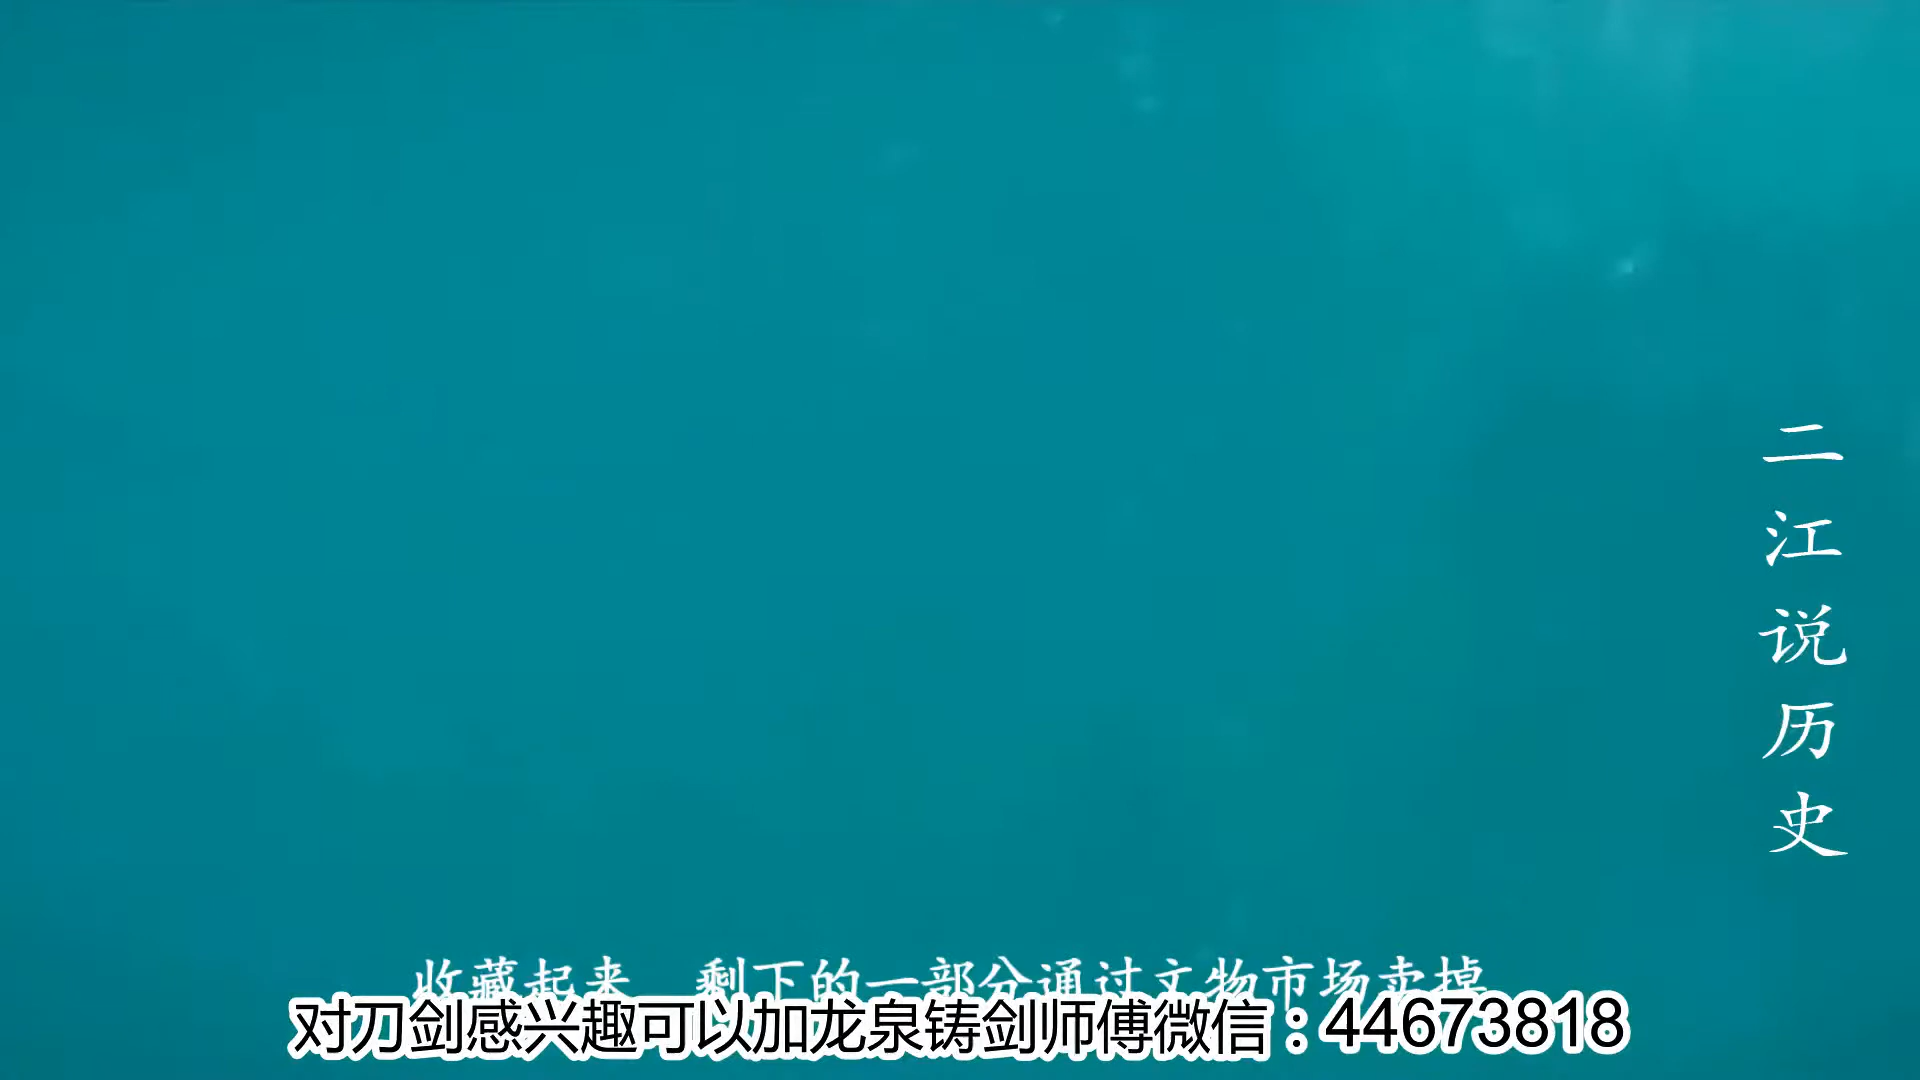 二江说历史
收藏起来 剩下的一部分通过文物市场卖掉
对刀剑感兴趣可以加龙泉铸剑师傅微信：44673818